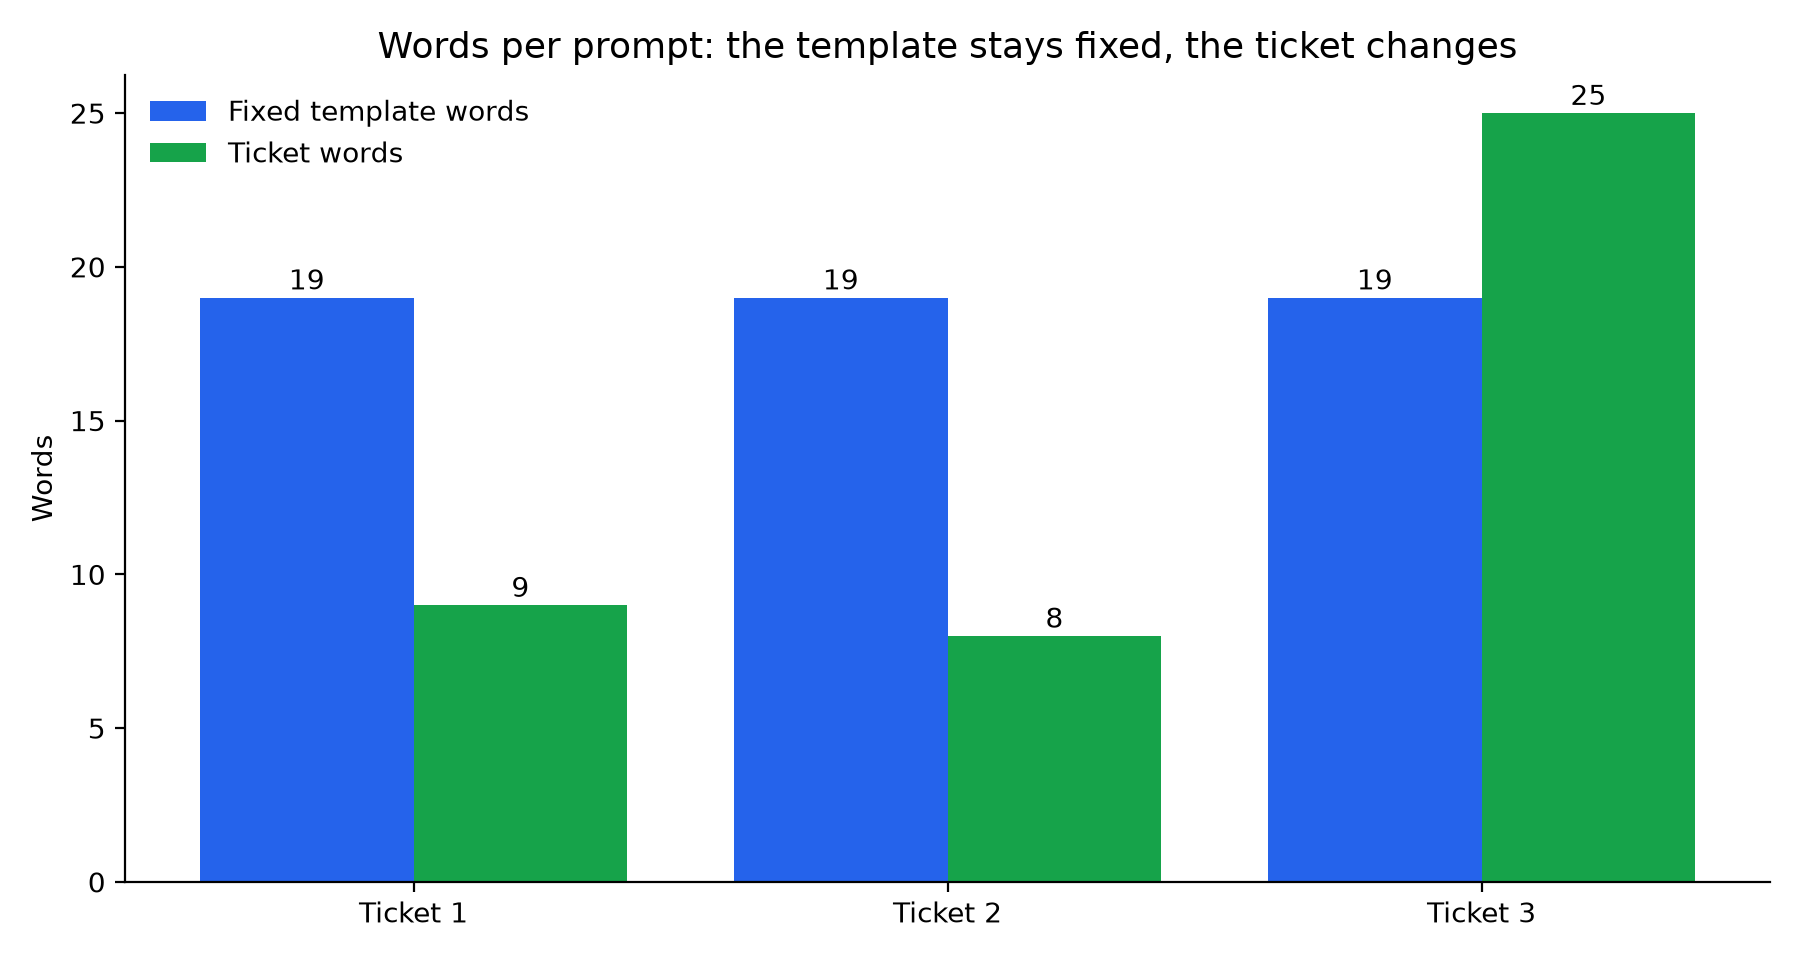 Words per prompt: the template stays fixed, the ticket changes
Fixed template words
Ticket words
Words
25
20
15
10
5
0
19
9
19
8
19
25
Ticket 1
Ticket 2
Ticket 3